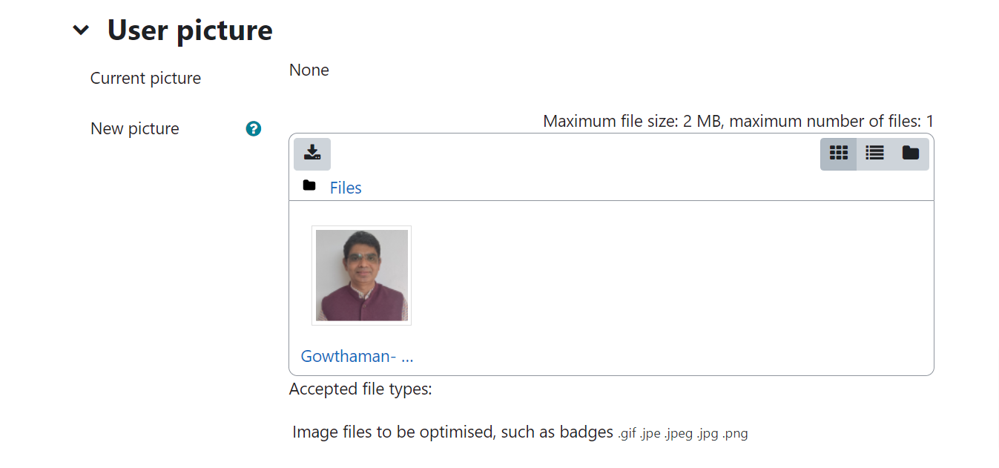 User picture
Current picture
None
New picture
Maximum file size: 2 MB, maximum number of files: 1
Files
Gowthaman- ...
Accepted file types:
Image files to be optimised, such as badges .gif .jpe .jpeg .jpg .png